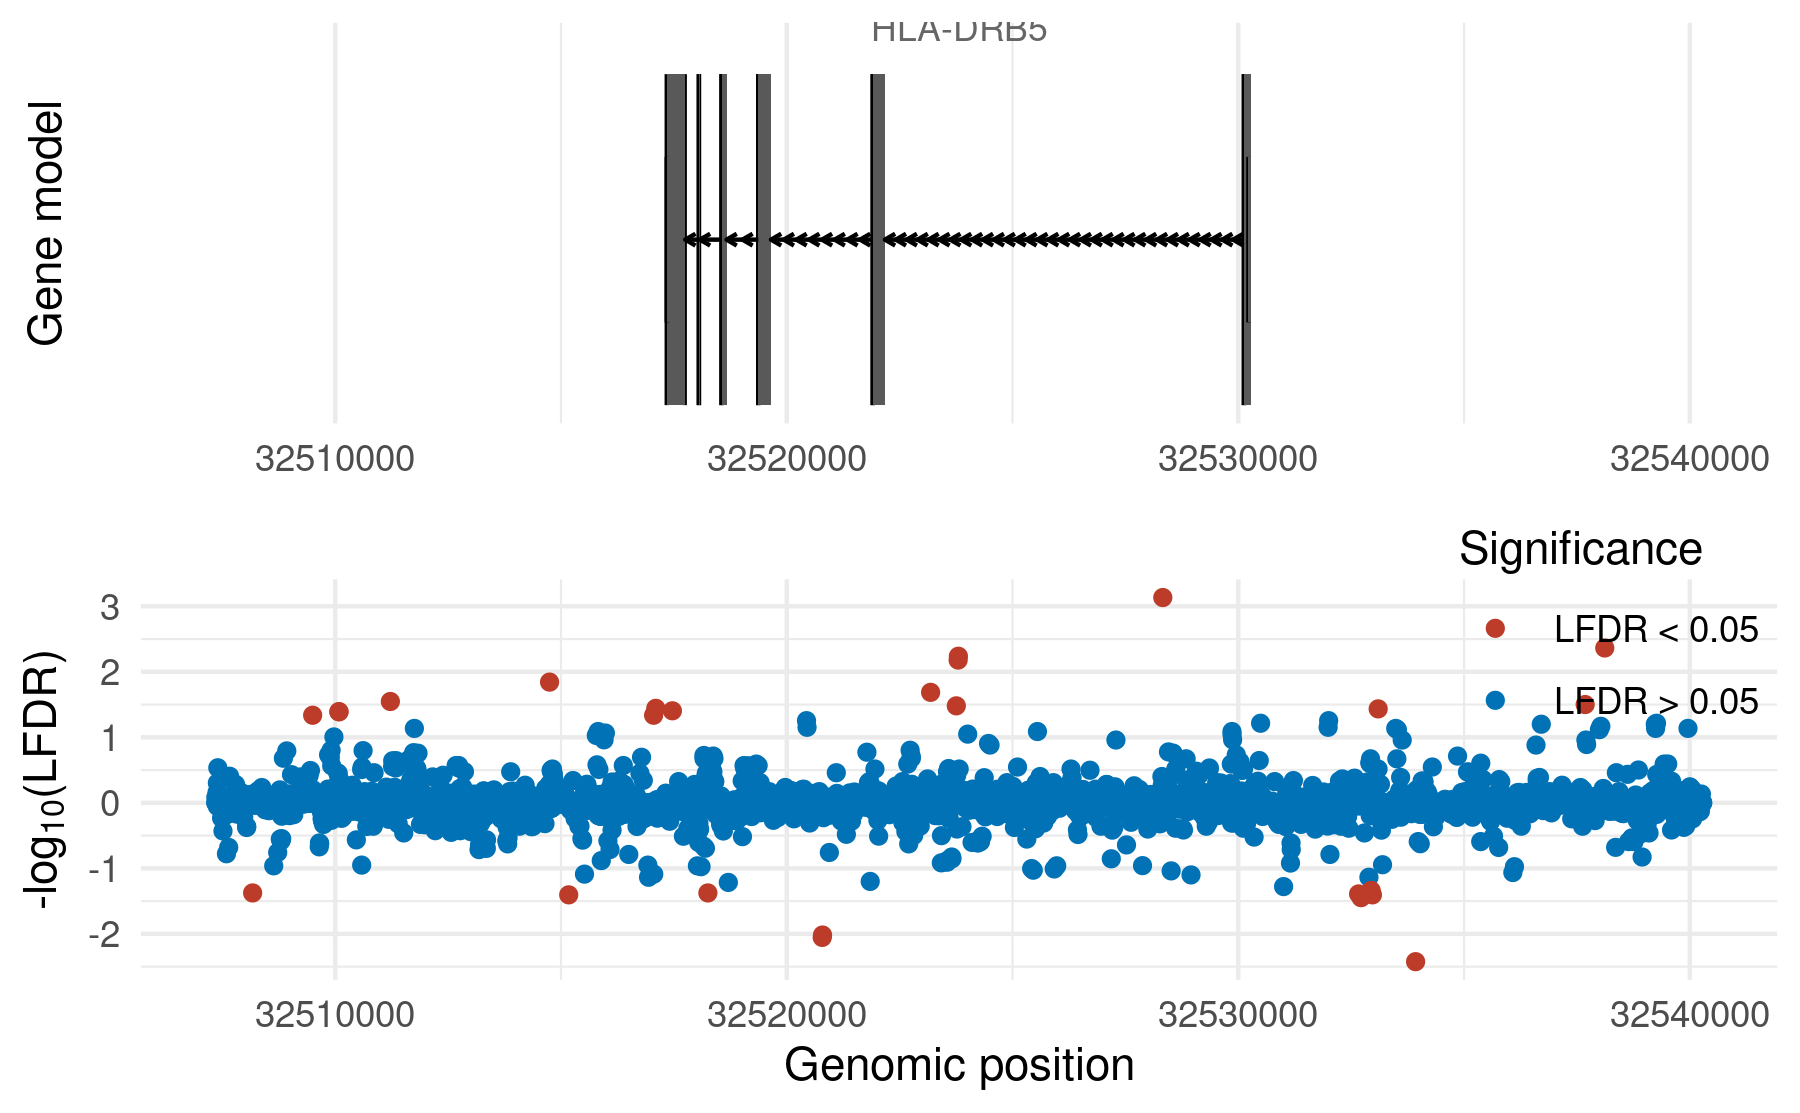 HLA-DRB5
Gene model
32510000 32520000 32530000 32540000
Significance
LFDR < 0.05
LFDR > 0.05
-log10(LFDR)
3
2
1
0
-1
-2
32510000 32520000 32530000 32540000
Genomic position